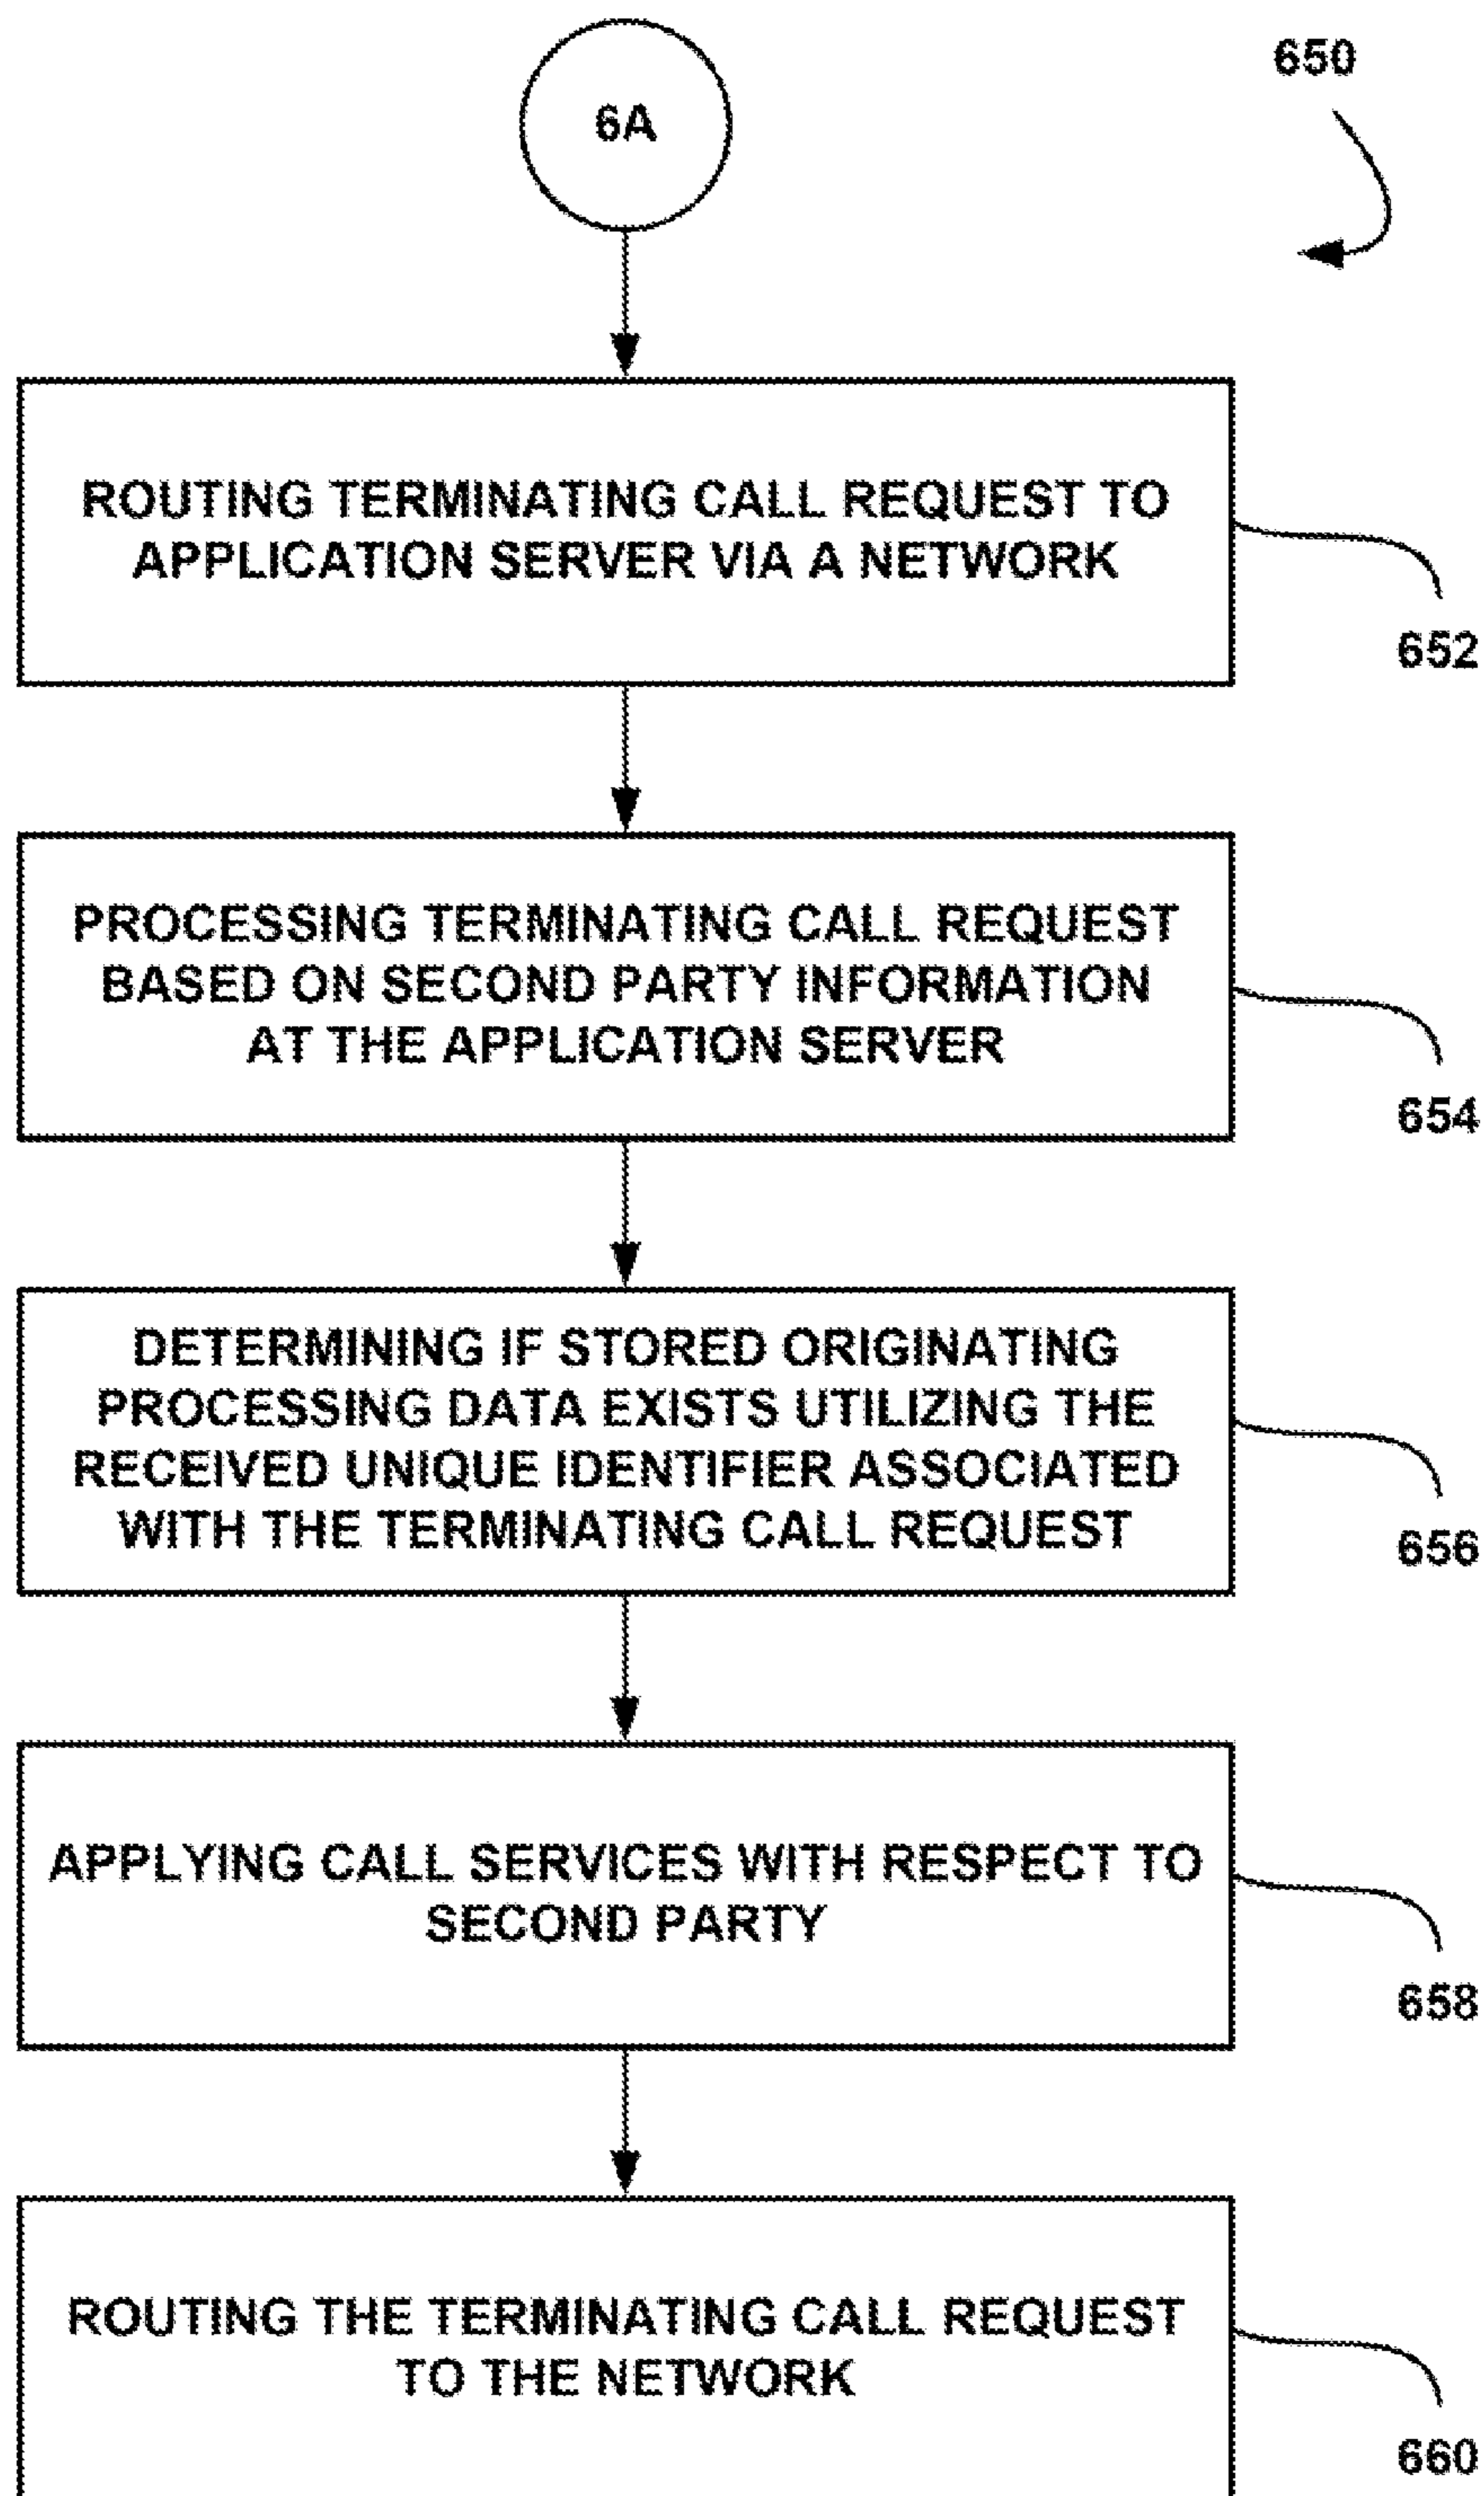 6A
650
ROUTING TERMINATING CALL REQUEST TO
APPLICATION SERVER VIA A NETWORK
652
PROCESSING TERMINATING CALL REQUEST
BASED ON SECOND PARTY INFORMATION
AT THE APPLICATION SERVER
654
DETERMINING IF STORED ORIGINATING
PROCESSING DATA EXISTS UTILIZING THE
RECEIVED UNIQUE IDENTIFIER ASSOCIATED
WITH THE TERMINATING CALL REQUEST
656
APPLYING CALL SERVICES WITH RESPECT TO
SECOND PARTY
658
ROUTING THE TERMINATING CALL REQUEST
TO THE NETWORK
660